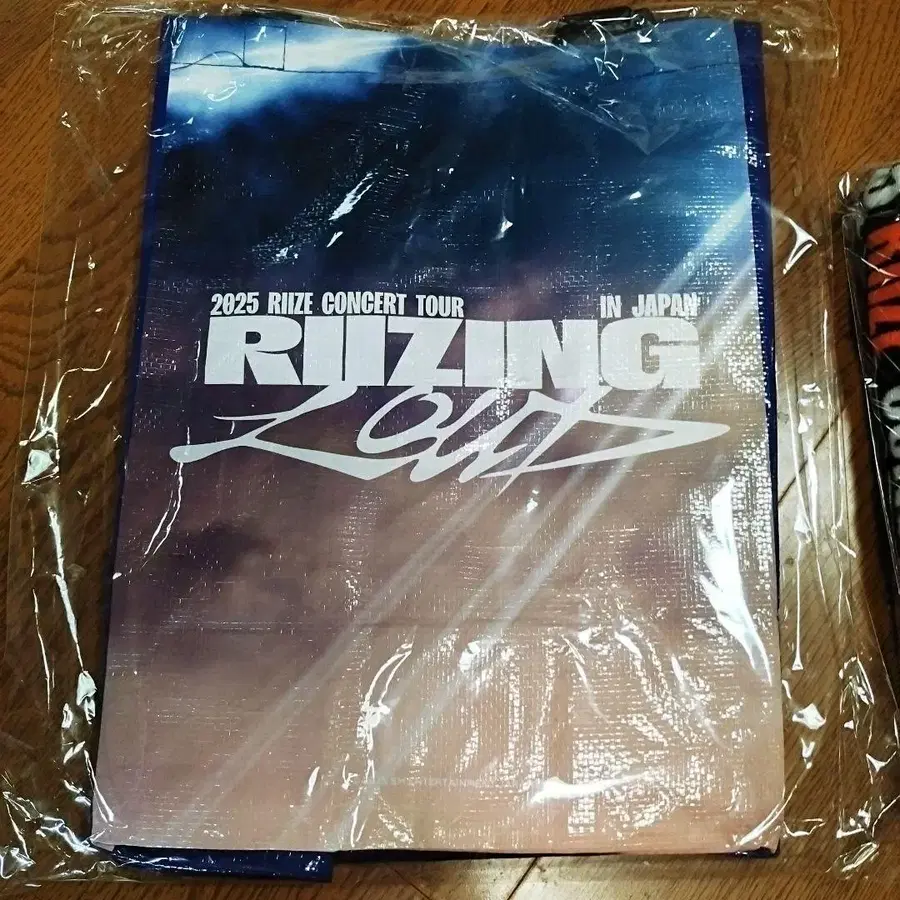 2025 RIIZE CONCERT TOUR IN JAPAN
RIIZING
LOUD